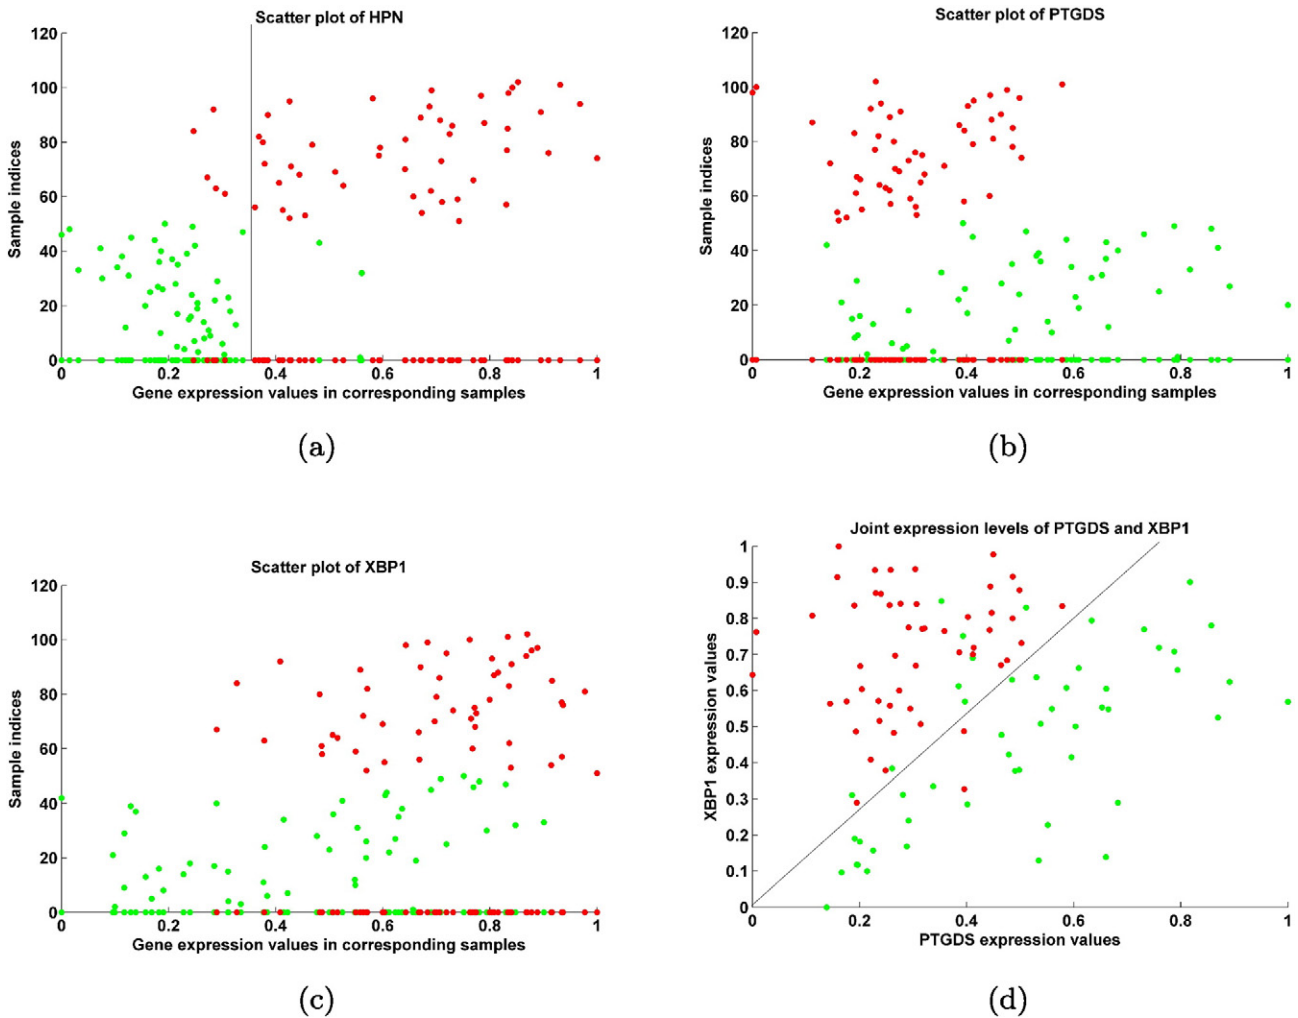 Scatter plot of HPN
120
100
80
60
40
20
0
Sample indices
0 0.2 0.4 0.6 0.8 1
Gene expression values in corresponding samples
(a)
Scatter plot of PTGDS
120
100
80
60
40
20
0
Sample indices
0 0.2 0.4 0.6 0.8 1
Gene expression values in corresponding samples
(b)
Scatter plot of XBP1
120
100
80
60
40
20
0
Sample indices
0 0.2 0.4 0.6 0.8 1
Gene expression values in corresponding samples
(c)
Joint expression levels of PTGDS and XBP1
1
0.9
0.8
0.7
0.6
0.5
0.4
0.3
0.2
0.1
0
XBP1 expression values
0 0.2 0.4 0.6 0.8 1
PTGDS expression values
(d)